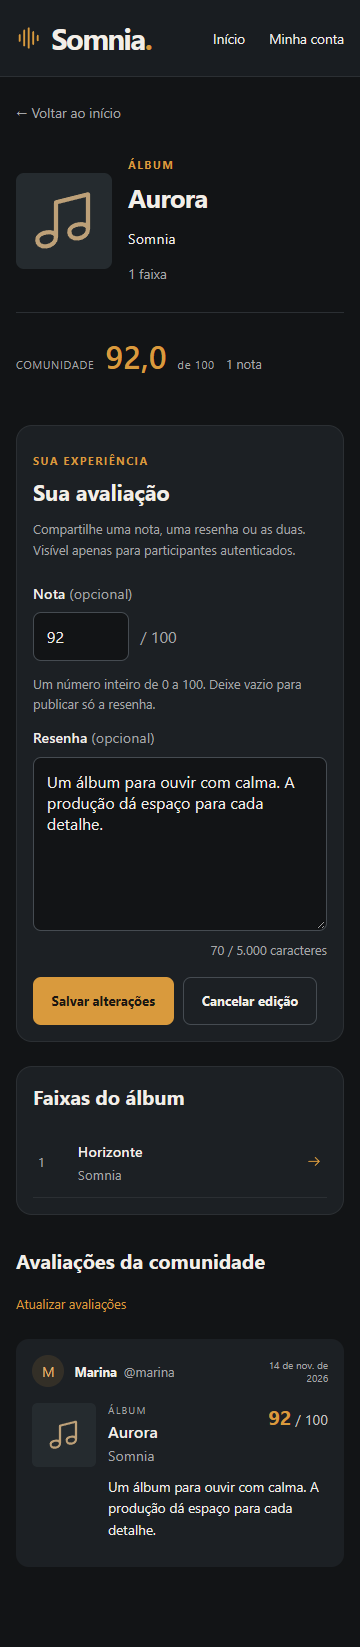 Somnia.
Início
Minha conta
← Voltar ao início
ÁLBUM
Aurora
Somnia
1 faixa
COMUNIDADE 92,0 de 100 1 nota
SUA EXPERIÊNCIA
Sua avaliação
Compartilhe uma nota, uma resenha ou as duas.
Visível apenas para participantes autenticados.
Nota (opcional)
92 / 100
Um número inteiro de 0 a 100. Deixe vazio para
publicar só a resenha.
Resenha (opcional)
Um álbum para ouvir com calma. A
produção dá espaço para cada
detalhe.
70 / 5.000 caracteres
Salvar alterações
Cancelar edição
Faixas do álbum
1
Horizonte
Somnia
→
Avaliações da comunidade
Atualizar avaliações
M
Marina @marina
14 de nov. de
2026
ÁLBUM
Aurora
Somnia
92 / 100
Um álbum para ouvir com calma. A
produção dá espaço para cada
detalhe.